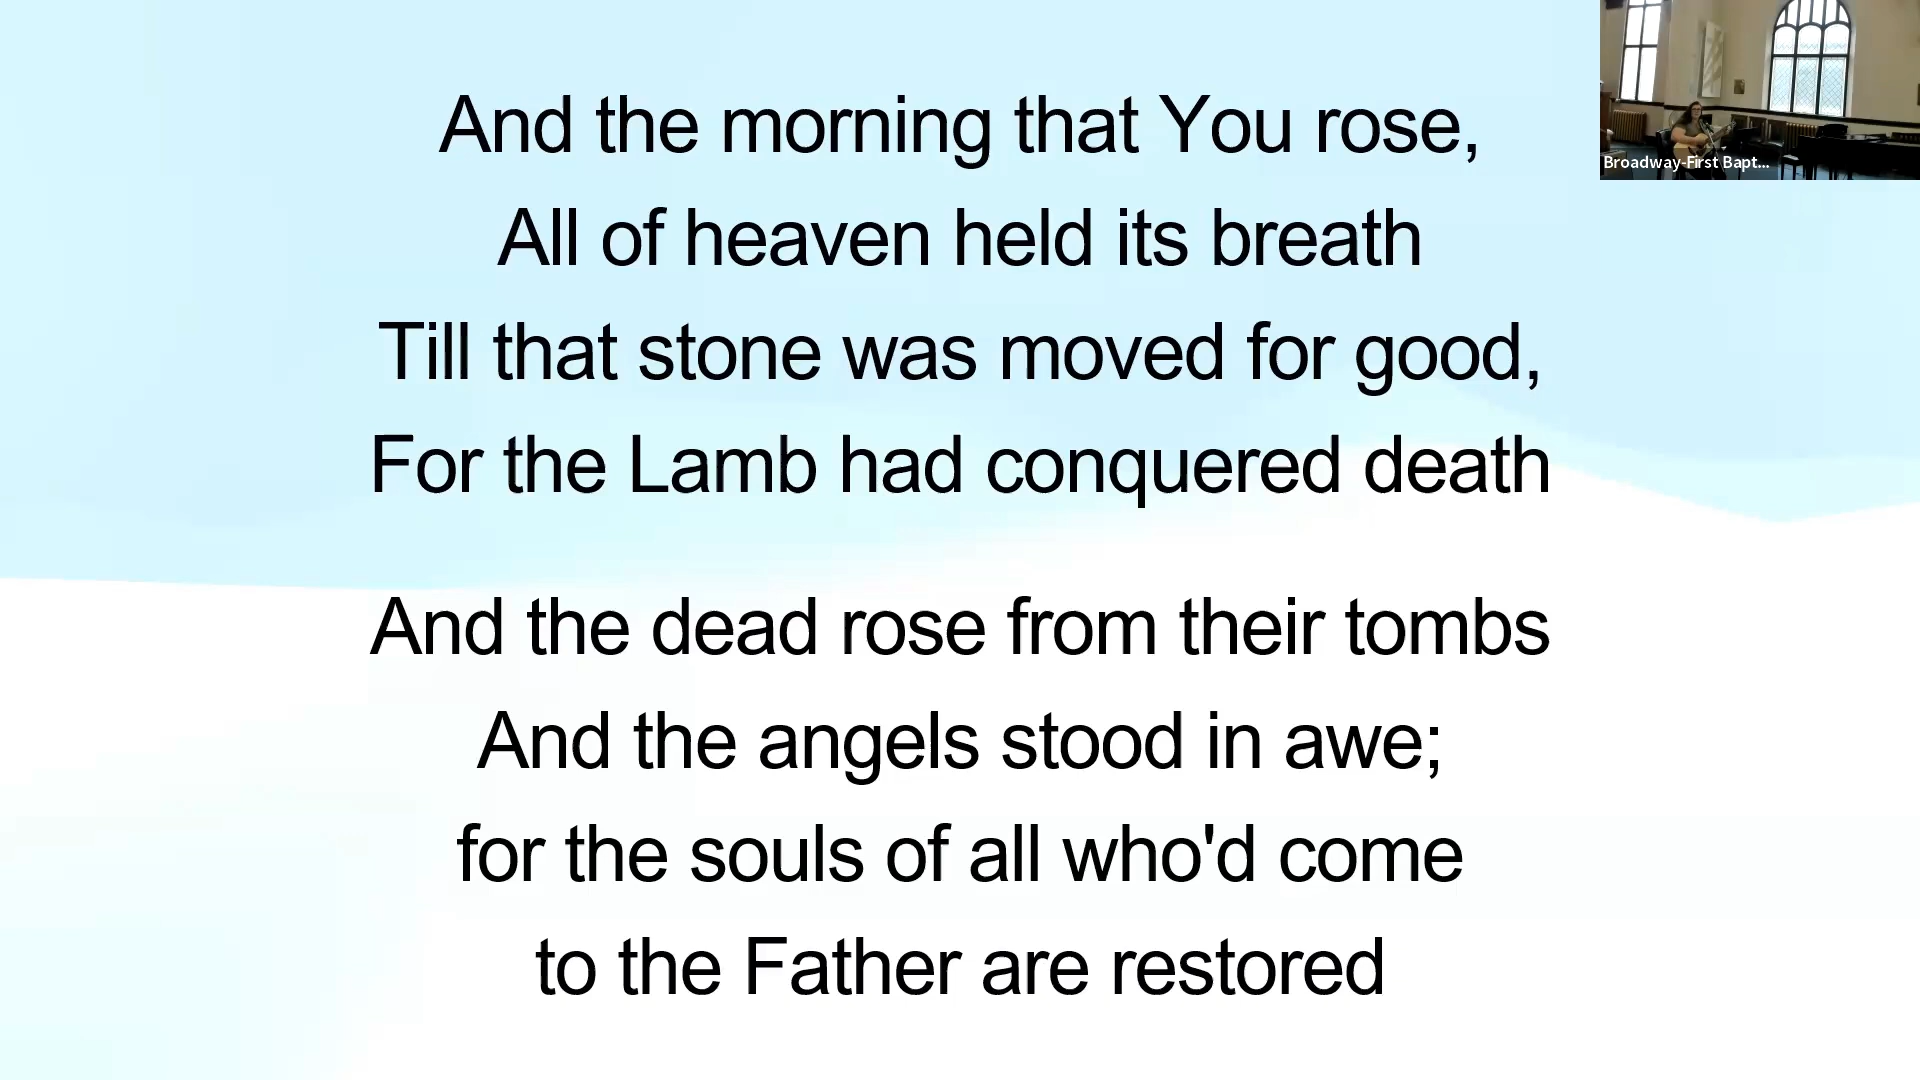 And the morning that You rose,
All of heaven held its breath
Till that stone was moved for good,
For the Lamb had conquered death
And the dead rose from their tombs
And the angels stood in awe;
for the souls of all who'd come
to the Father are restored
Broadway-First Bapt...